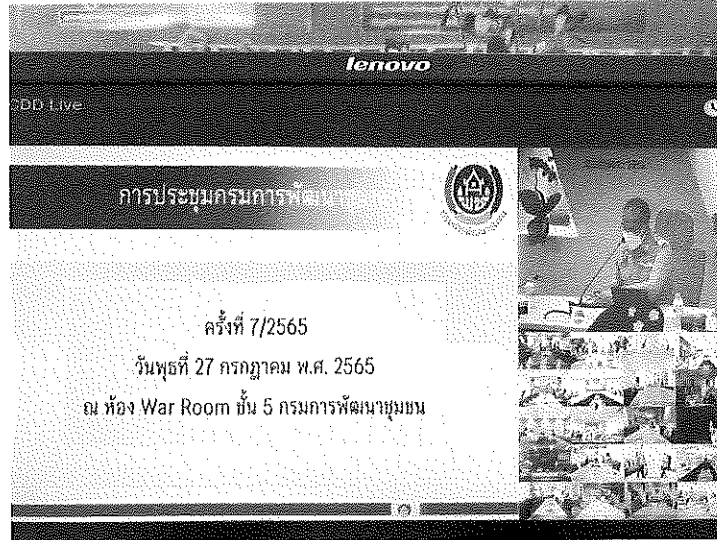 lenovo
CDD Live
การประชุมกรมการพัฒนา
ครั้งที่ 7/2565
วันพุธที่ 27 กรกฎาคม พ.ศ. 2565
ณ ห้อง War Room ชั้น 5 กรมการพัฒนาชุมชน